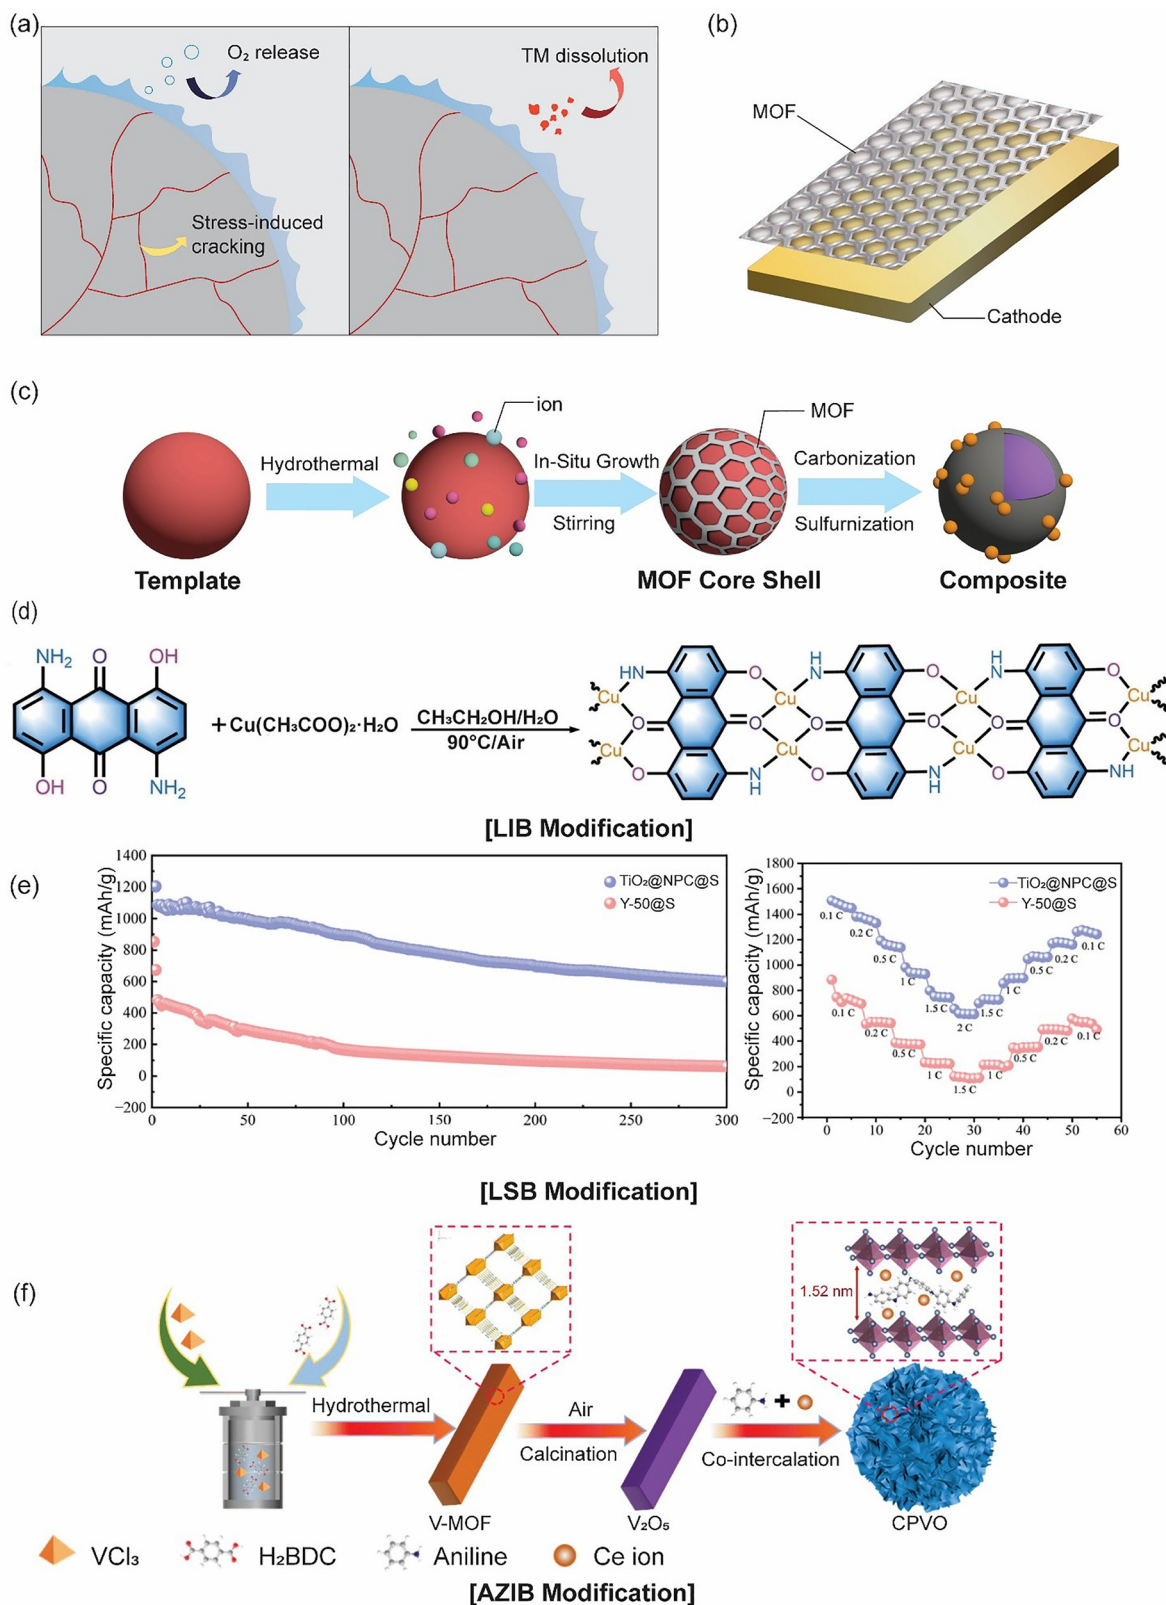 (a)
O₂ release
Stress-induced
cracking
TM dissolution
(b)
MOF
Cathode
(c)
ion
MOF
Hydrothermal
In-Situ Growth
Stirring
Carbonization
Sulfurnization
Template
MOF Core Shell
Composite
(d)
NH₂ O OH
OH O NH₂
+Cu(CH₃COO)₂·H₂O
CH₃CH₂OH/H₂O
90°C/Air
HN O H N O H N O
Cu Cu Cu Cu
O O O O O O
Cu Cu Cu Cu
O N H O N H O NH
[LIB Modification]
(e)
Specific capacity (mAh/g)
1400
1200
1000
800
600
400
200
0
−200
0 50 100 150 200 250 300
Cycle number
TiO₂@NPC@S
Y-50@S
Specific capacity (mAh/g)
1800
1600
1400
1200
1000
800
600
400
200
0
−200
0 10 20 30 40 50 60
Cycle number
TiO₂@NPC@S
Y-50@S
0.1 C
0.2 C
0.5 C
1 C
1.5 C
2 C
1.5 C
1 C
0.5 C
0.2 C
0.1 C
0.1 C
0.2 C
0.5 C
1 C
1.5 C
1 C
0.5 C
0.2 C
0.1 C
[LSB Modification]
(f)
1.52 nm
Hydrothermal
Air
Calcination
+
Co-intercalation
V-MOF
V₂O₅
CPVO
VCl₃
H₂BDC
Aniline
Ce ion
[AZIB Modification]